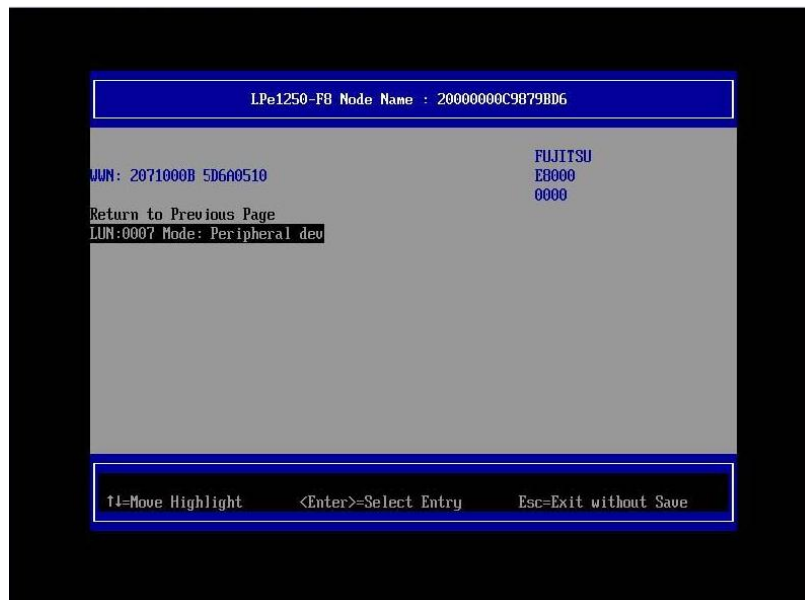 LPe1250-F8 Node Name : 20000000C9879BD6
FUJITSU
WWN: 2071000B 5D6A0510 E8000
0000
Return to Previous Page
LUN:0007 Mode: Peripheral dev
↑↓=Move Highlight <Enter>=Select Entry Esc=Exit without Save